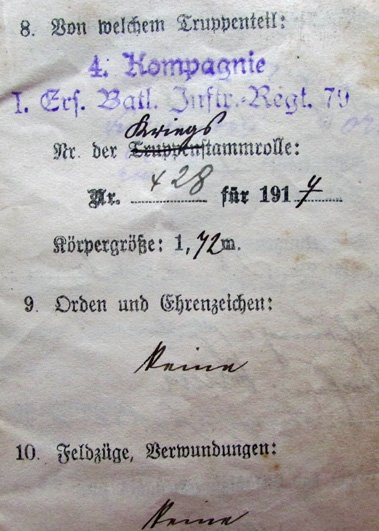 8. Von welchem Truppenteil:
4. Kompagnie
I. Ers. Batl. Inftr.-Regt. 79
Kriegs
Nr. der Truppenstammrolle:
Nr. 428 für 1917
Körpergröße: 1,72m.
9. Orden und Ehrenzeichen:
Keine
10. Feldzüge, Verwundungen:
Keine